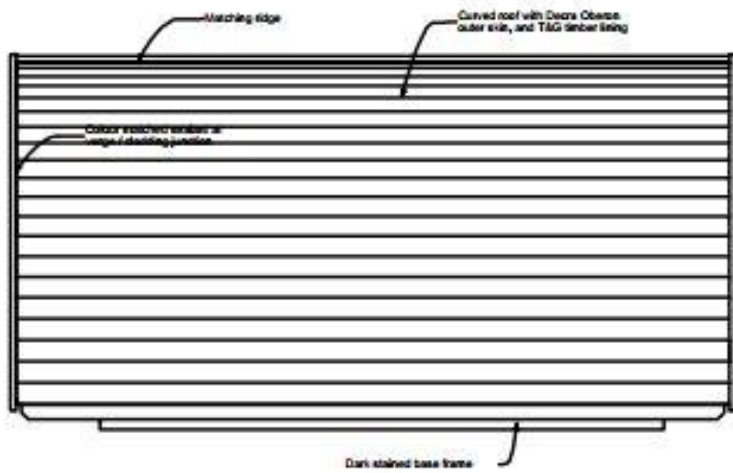 Matching ridge
Curved roof with Decra Oberon
outer skin, and T&G timber lining
Colour matched at
verge / cladding junction
Dark stained base frame